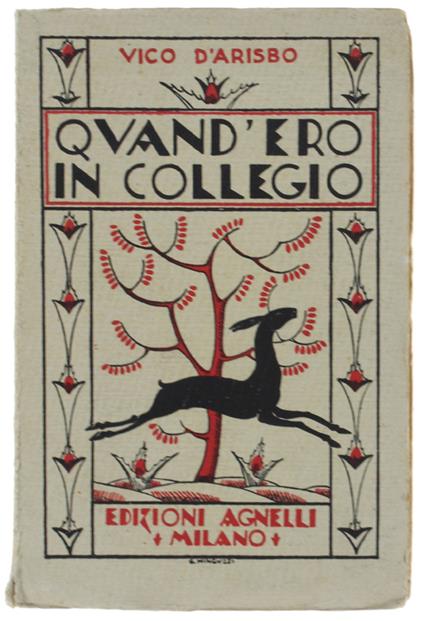 VICO D'ARISBO
QVAND'ERO
IN COLLEGIO
EDIZIONI AGNELLI
MILANO